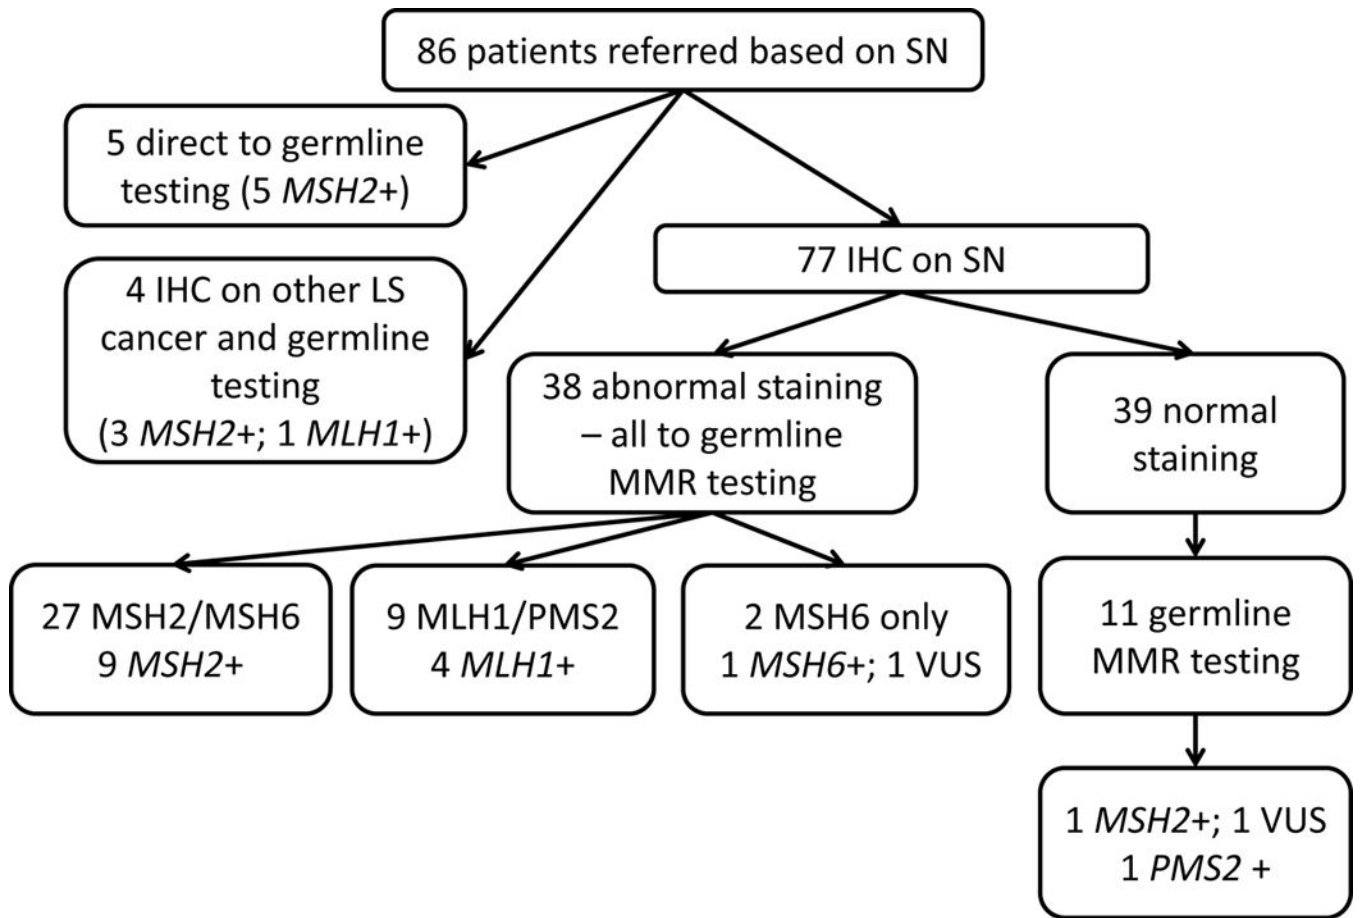 86 patients referred based on SN
5 direct to germline
testing (5 MSH2+)
4 IHC on other LS
cancer and germline
testing
(3 MSH2+; 1 MLH1+)
77 IHC on SN
38 abnormal staining
– all to germline
MMR testing
39 normal
staining
27 MSH2/MSH6
9 MSH2+
9 MLH1/PMS2
4 MLH1+
2 MSH6 only
1 MSH6+; 1 VUS
11 germline
MMR testing
1 MSH2+; 1 VUS
1 PMS2 +